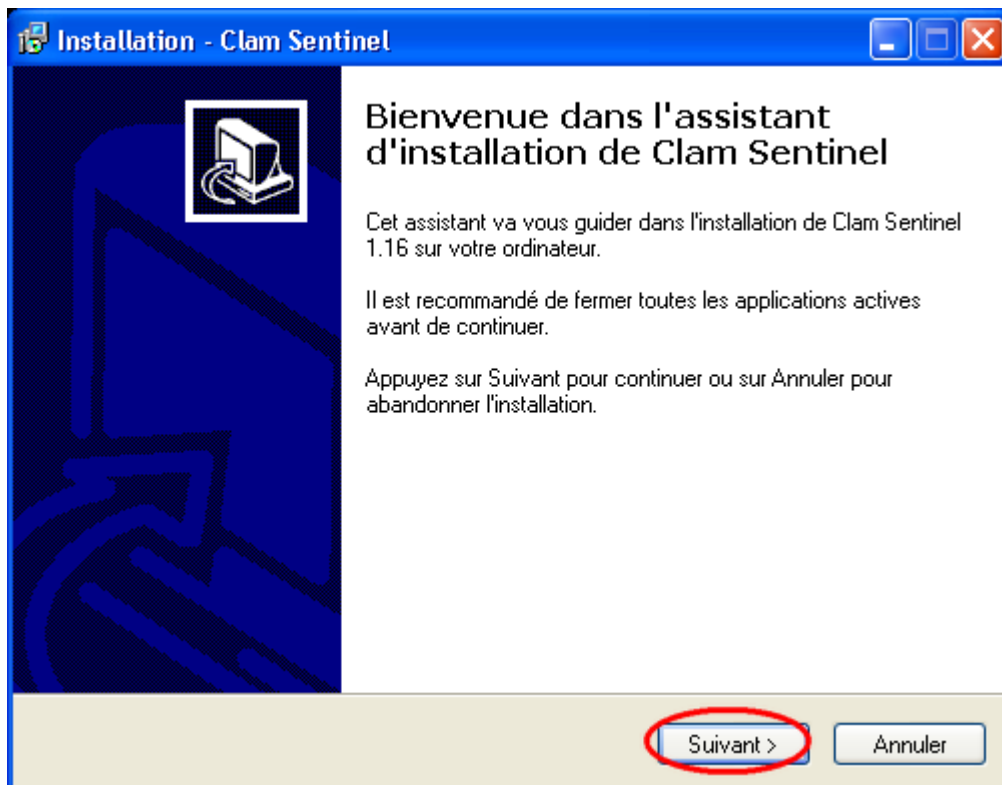 Installation - Clam Sentinel
Bienvenue dans l'assistant
d'installation de Clam Sentinel
Cet assistant va vous guider dans l'installation de Clam Sentinel
1.16 sur votre ordinateur.
Il est recommandé de fermer toutes les applications actives
avant de continuer.
Appuyez sur Suivant pour continuer ou sur Annuler pour
abandonner l'installation.
Suivant >
Annuler